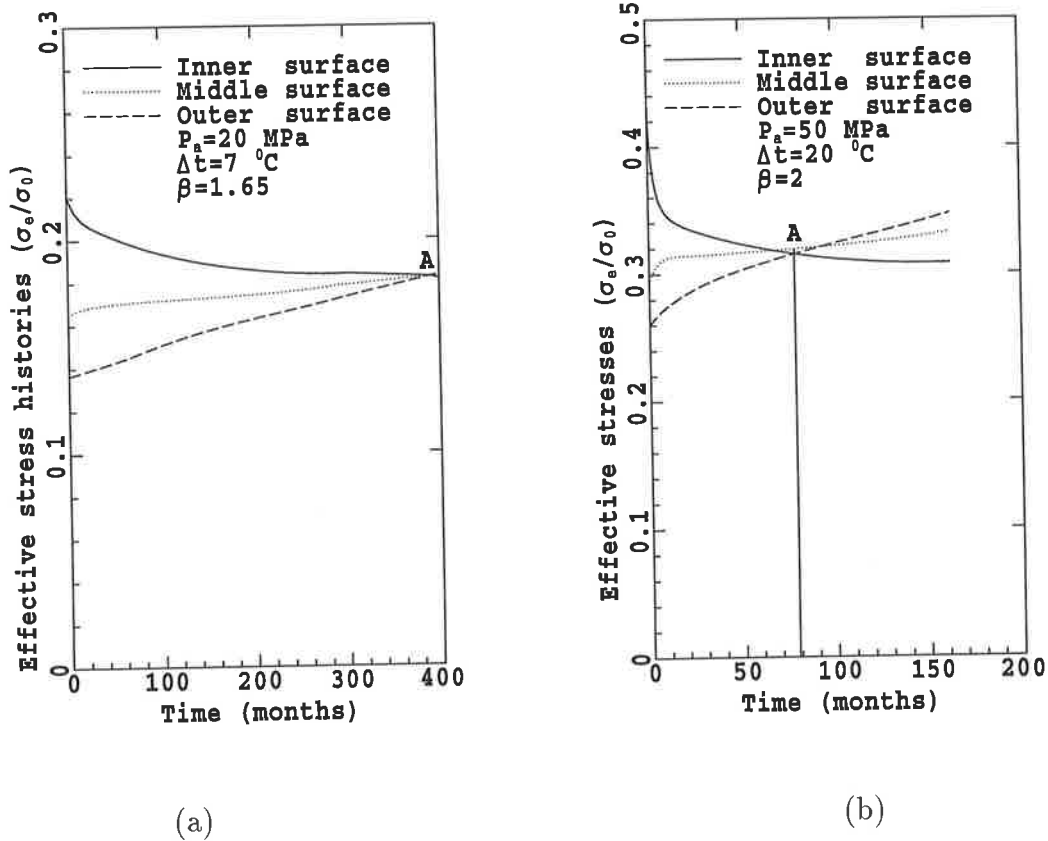 0.3
0.2
0.1
0
Effective stress histories (σₑ/σ₀)
Inner surface
Middle surface
Outer surface
Pₐ=20 MPa
Δt=7 ⁰C
β=1.65
A
0 100 200 300 400
Time (months)
(a)
0.5
0.4
0.3
0.2
0.1
0
Effective stresses (σₑ/σ₀)
Inner surface
Middle surface
Outer surface
Pₐ=50 MPa
Δt=20 ⁰C
β=2
A
0 50 100 150 200
Time (months)
(b)